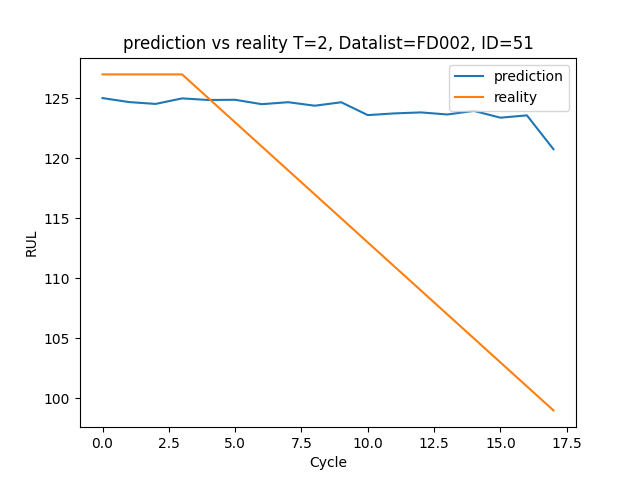 prediction vs reality T=2, Datalist=FD002, ID=51
prediction
reality
RUL
125
120
115
110
105
100
0.0 2.5 5.0 7.5 10.0 12.5 15.0 17.5
Cycle